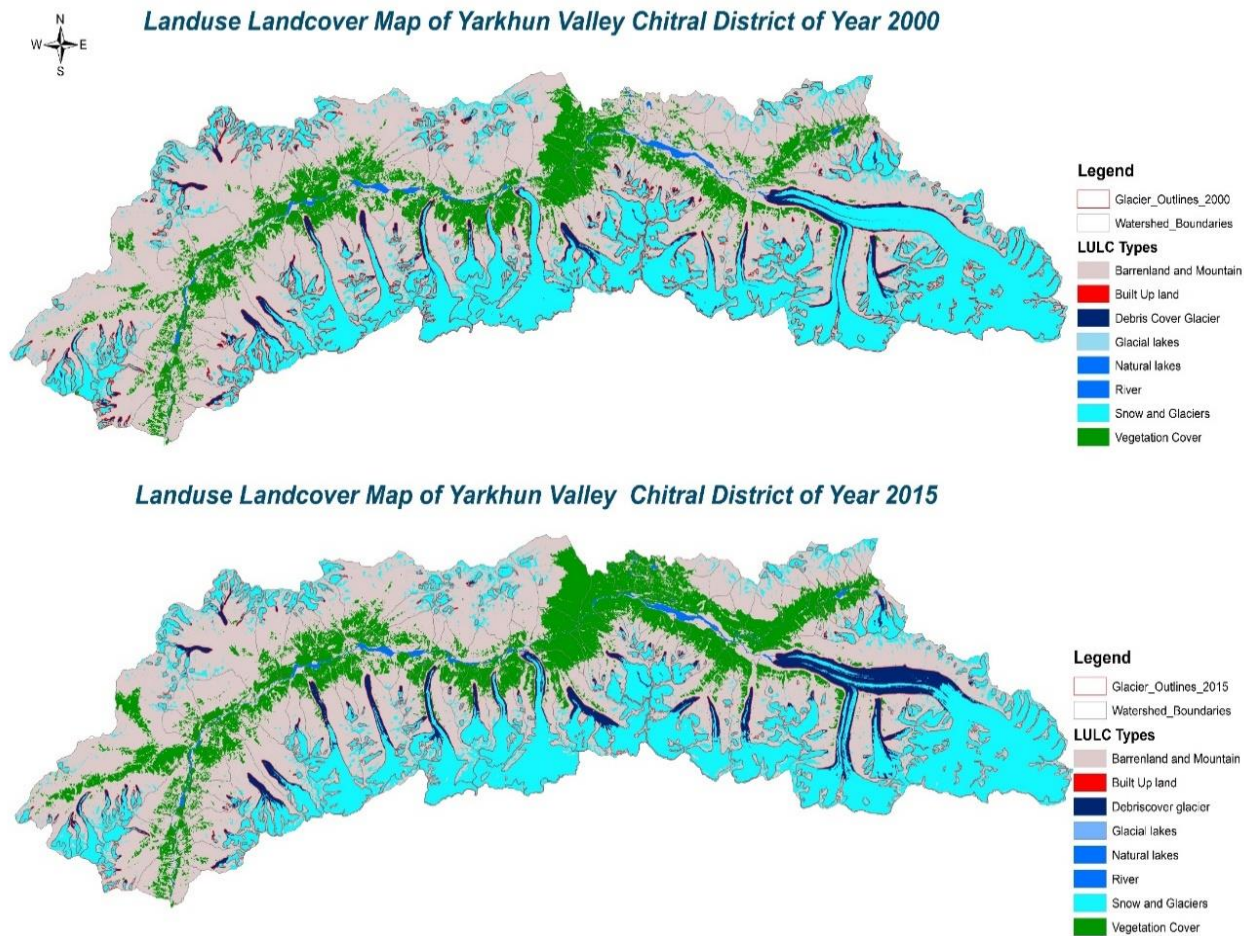 Landuse Landcover Map of Yarkhun Valley Chitral District of Year 2000
N
W E
S
Legend
Glacier_Outlines_2000
Watershed_Boundaries
LULC Types
Barrenland and Mountain
Built Up land
Debris Cover Glacier
Glacial lakes
Natural lakes
River
Snow and Glaciers
Vegetation Cover
Landuse Landcover Map of Yarkhun Valley Chitral District of Year 2015
Legend
Glacier_Outlines_2015
Watershed_Boundaries
LULC Types
Barrenland and Mountain
Built Up land
Debriscover glacier
Glacial lakes
Natural lakes
River
Snow and Glaciers
Vegetation Cover